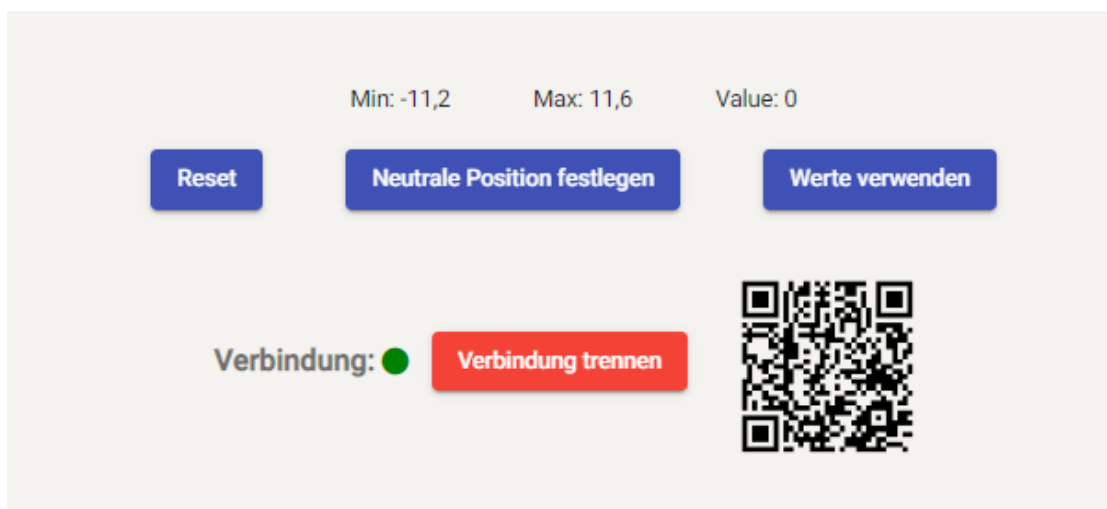 Min: -11,2 Max: 11,6 Value: 0
Reset Neutrale Position festlegen Werte verwenden
Verbindung: Verbindung trennen